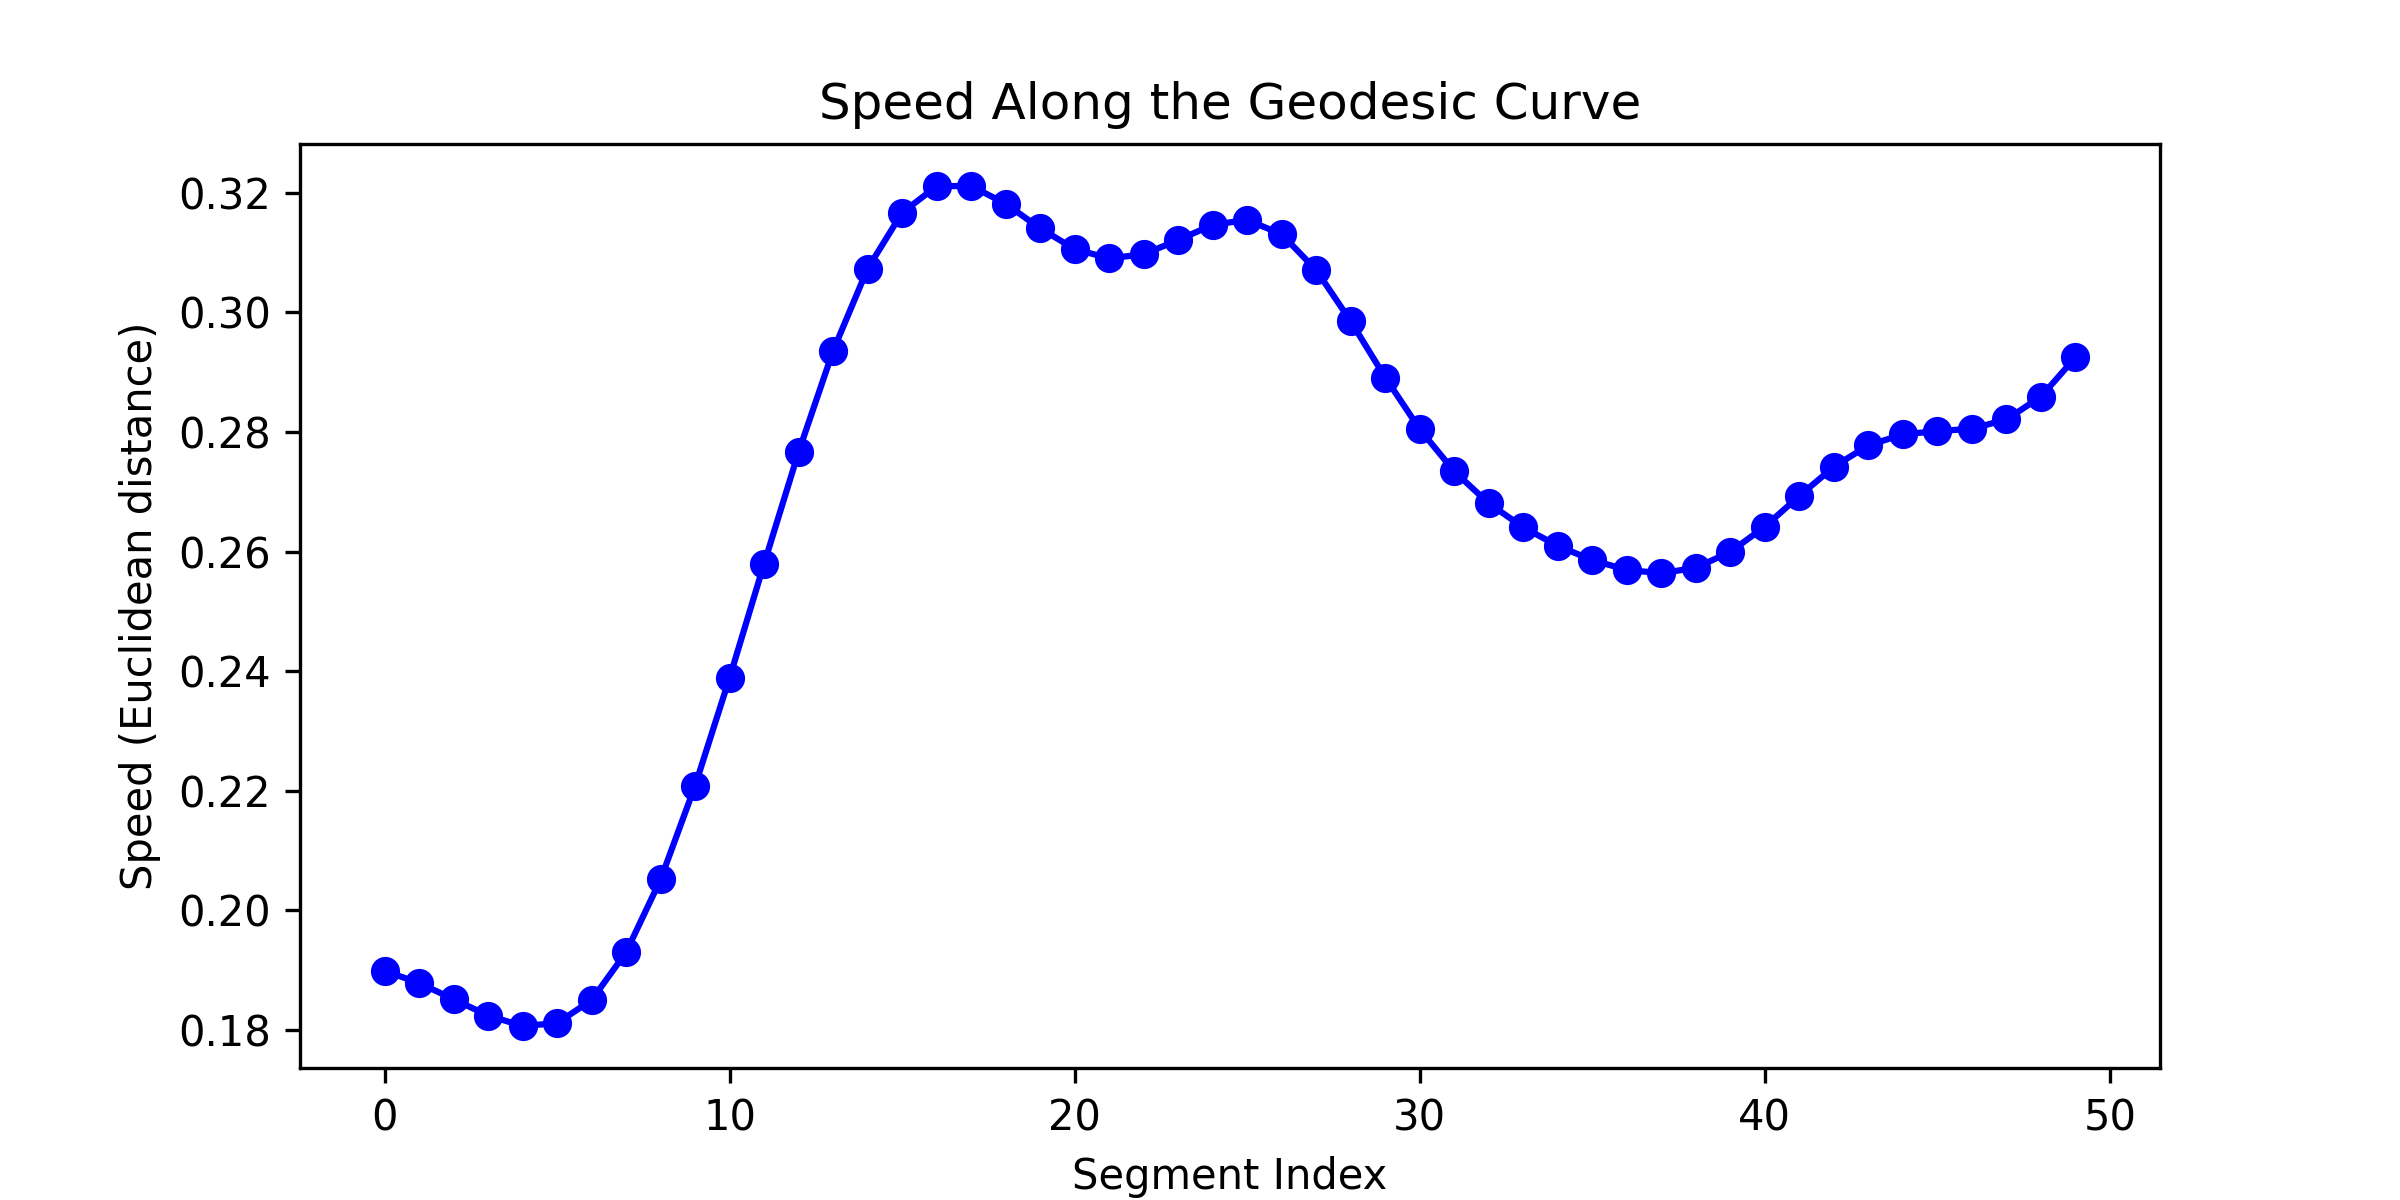 Speed Along the Geodesic Curve
Speed (Euclidean distance)
0.32
0.30
0.28
0.26
0.24
0.22
0.20
0.18
0 10 20 30 40 50
Segment Index